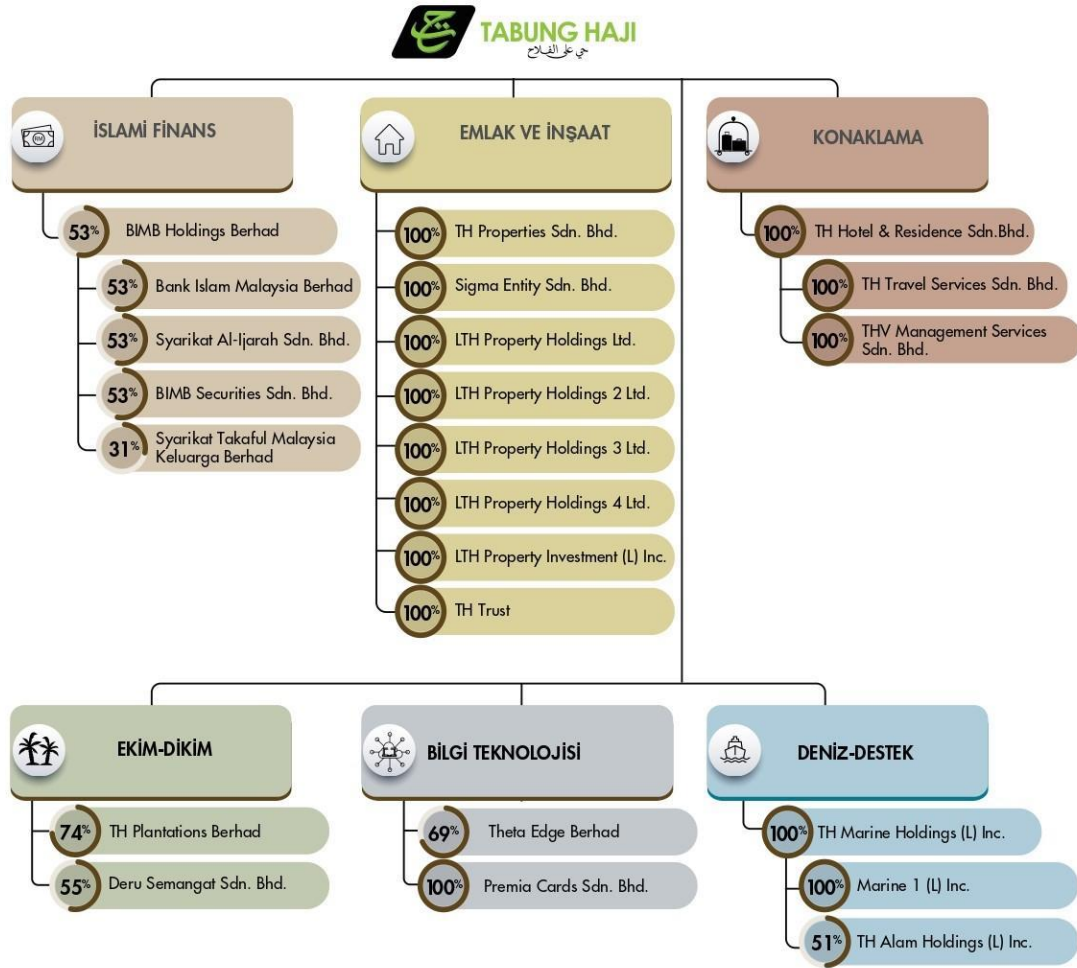 TABUNG HAJI
حي على الفلاح
İSLAMİ FİNANS
53% BIMB Holdings Berhad
53% Bank Islam Malaysia Berhad
53% Syarikat Al-Ijarah Sdn. Bhd.
53% BIMB Securities Sdn. Bhd.
31% Syarikat Takaful Malaysia
Keluarga Berhad
EMLAK VE İNŞAAT
100% TH Properties Sdn. Bhd.
100% Sigma Entity Sdn. Bhd.
100% LTH Property Holdings Ltd.
100% LTH Property Holdings 2 Ltd.
100% LTH Property Holdings 3 Ltd.
100% LTH Property Holdings 4 Ltd.
100% LTH Property Investment (L) Inc.
100% TH Trust
KONAKLAMA
100% TH Hotel & Residence Sdn.Bhd.
100% TH Travel Services Sdn. Bhd.
100% THV Management Services
Sdn. Bhd.
EKİM-DİKİM
74% TH Plantations Berhad
55% Deru Semangat Sdn. Bhd.
BİLGİ TEKNOLOJİSİ
69% Theta Edge Berhad
100% Premia Cards Sdn. Bhd.
DENİZ-DESTEK
100% TH Marine Holdings (L) Inc.
100% Marine 1 (L) Inc.
51% TH Alam Holdings (L) Inc.